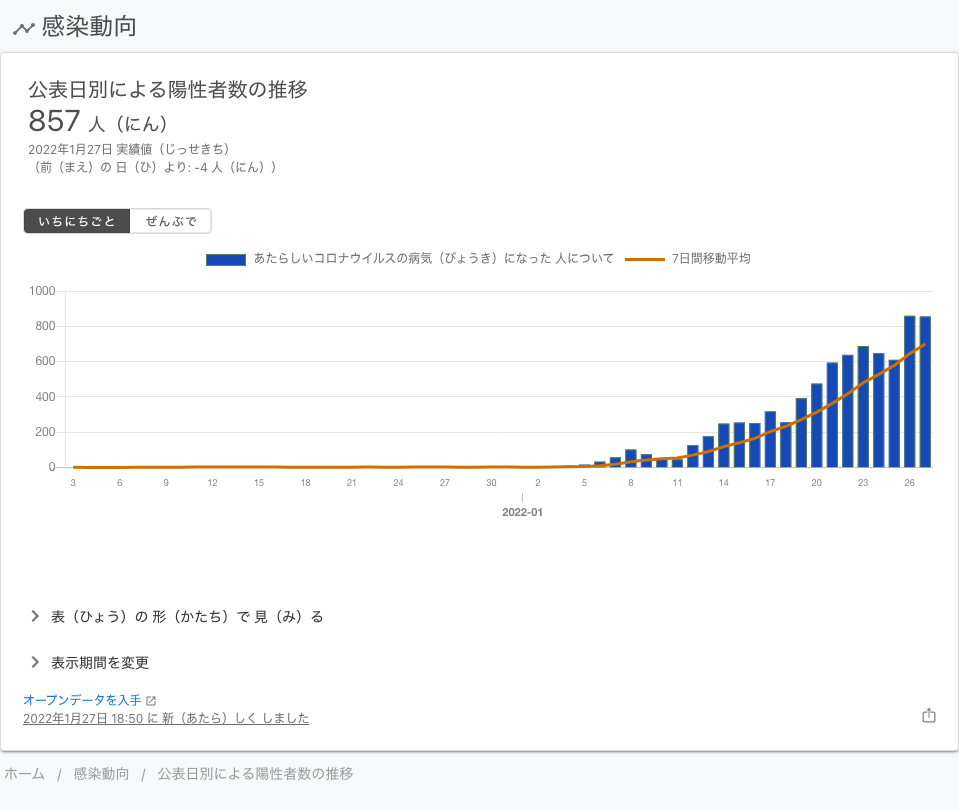 感染動向
公表日別による陽性者数の推移
857 人（にん）
2022年1月27日 実績値（じっせきち）
（前（まえ）の 日（ひ）より: -4 人（にん））
いちにちごと ぜんぶで
あたらしいコロナウイルスの病気（びょうき）になった 人について 7日間移動平均
1000
800
600
400
200
0
3 6 9 12 15 18 21 24 27 30 2 5 8 11 14 17 20 23 26
2022-01
表（ひょう）の 形（かたち）で 見（み）る
表示期間を変更
オープンデータを入手
2022年1月27日 18:50 に 新（あたら）しく しました
ホーム / 感染動向 / 公表日別による陽性者数の推移